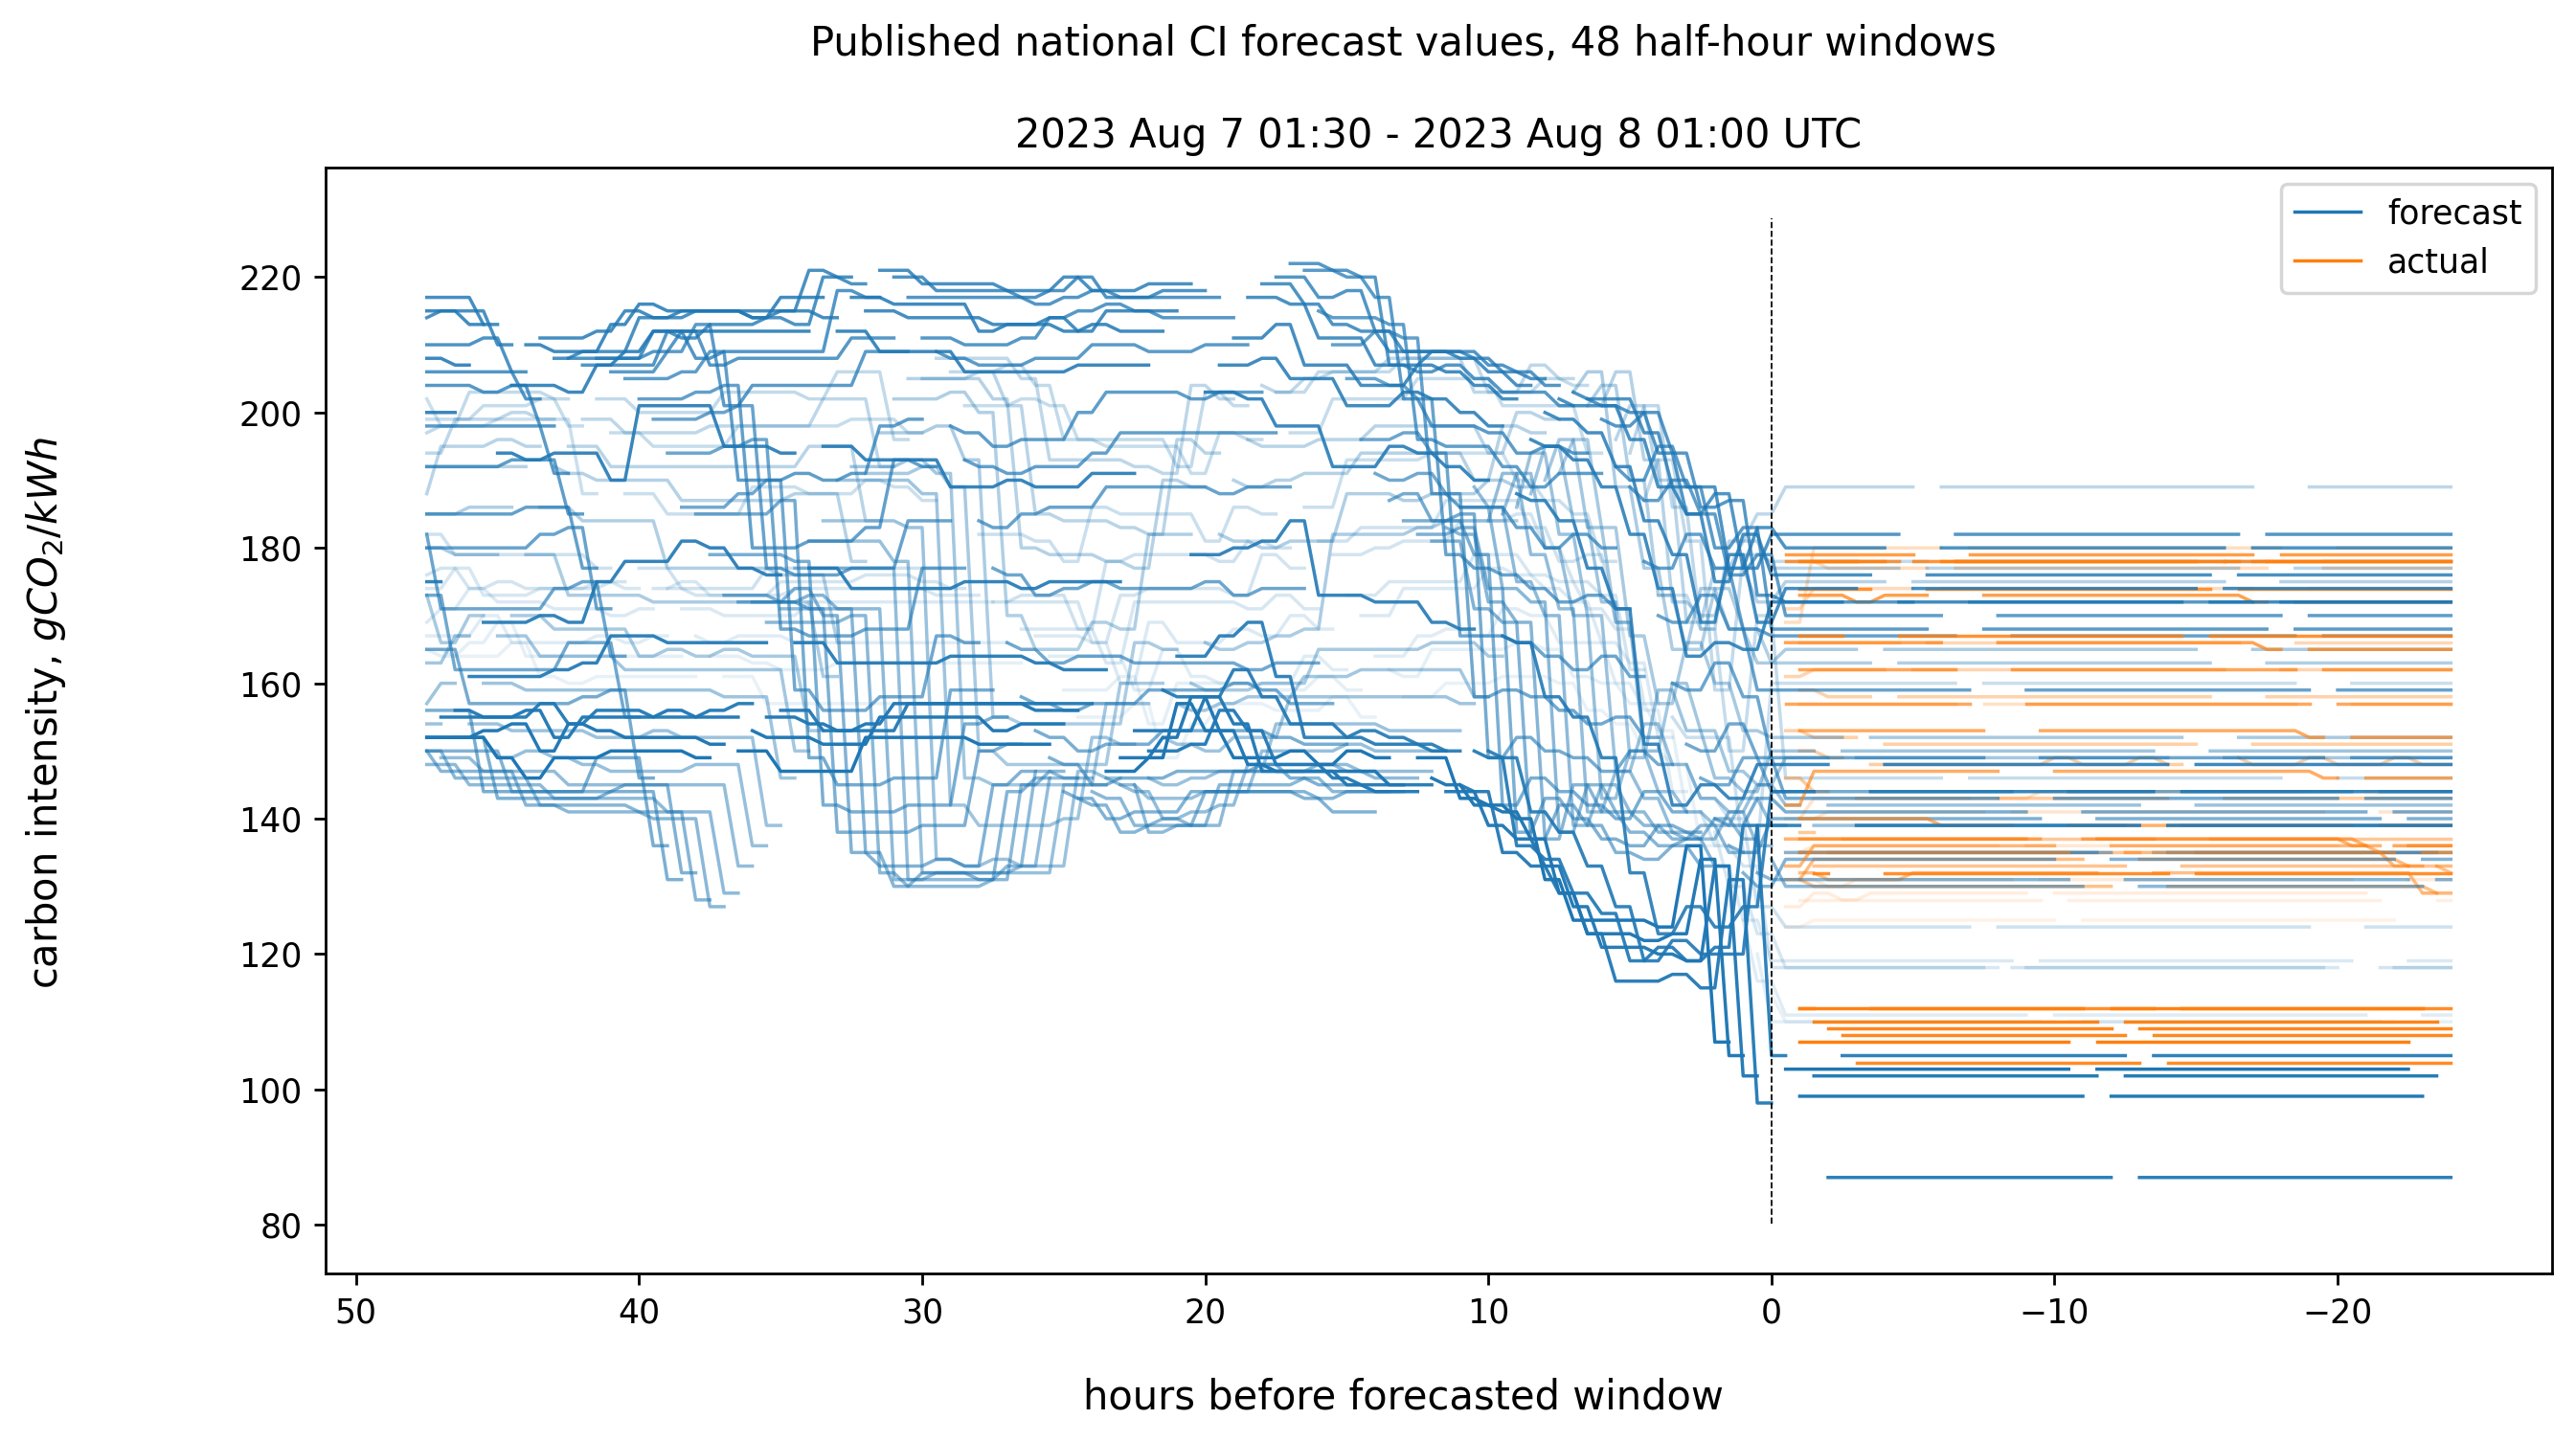 Published national CI forecast values, 48 half-hour windows
2023 Aug 7 01:30 - 2023 Aug 8 01:00 UTC
forecast
actual
carbon intensity, gCO₂/kWh
220
200
180
160
140
120
100
80
50 40 30 20 10 0 −10 −20
hours before forecasted window